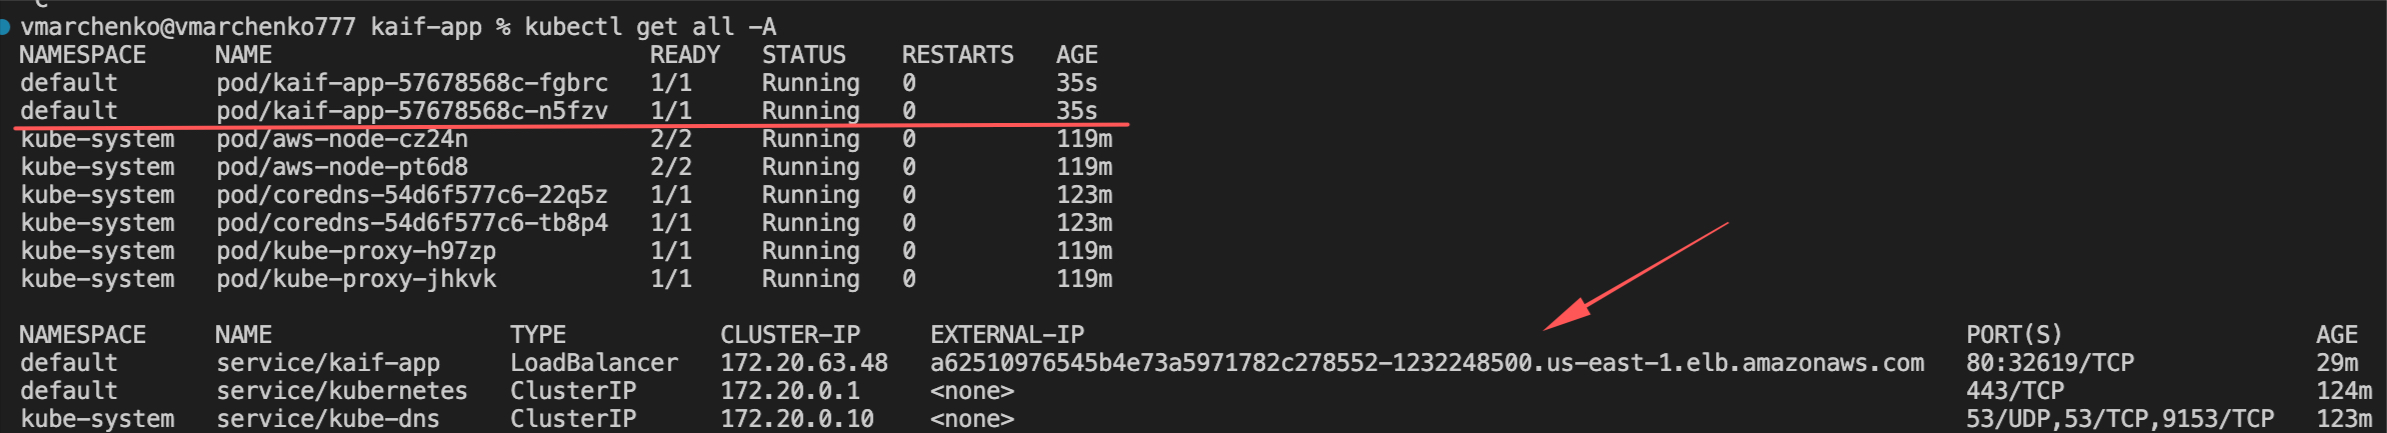 vmarchenko@vmarchenko777 kaif-app % kubectl get all -A
NAMESPACE NAME READY STATUS RESTARTS AGE
default pod/kaif-app-57678568c-fgbrc 1/1 Running 0 35s
default pod/kaif-app-57678568c-n5fzv 1/1 Running 0 35s
kube-system pod/aws-node-cz24n 2/2 Running 0 119m
kube-system pod/aws-node-pt6d8 2/2 Running 0 119m
kube-system pod/coredns-54d6f577c6-22q5z 1/1 Running 0 123m
kube-system pod/coredns-54d6f577c6-tb8p4 1/1 Running 0 123m
kube-system pod/kube-proxy-h97zp 1/1 Running 0 119m
kube-system pod/kube-proxy-jhkvk 1/1 Running 0 119m
NAMESPACE NAME TYPE CLUSTER-IP EXTERNAL-IP PORT(S) AGE
default service/kaif-app LoadBalancer 172.20.63.48 a62510976545b4e73a5971782c278552-1232248500.us-east-1.elb.amazonaws.com 80:32619/TCP 29m
default service/kubernetes ClusterIP 172.20.0.1 <none> 443/TCP 124m
kube-system service/kube-dns ClusterIP 172.20.0.10 <none> 53/UDP,53/TCP,9153/TCP 123m